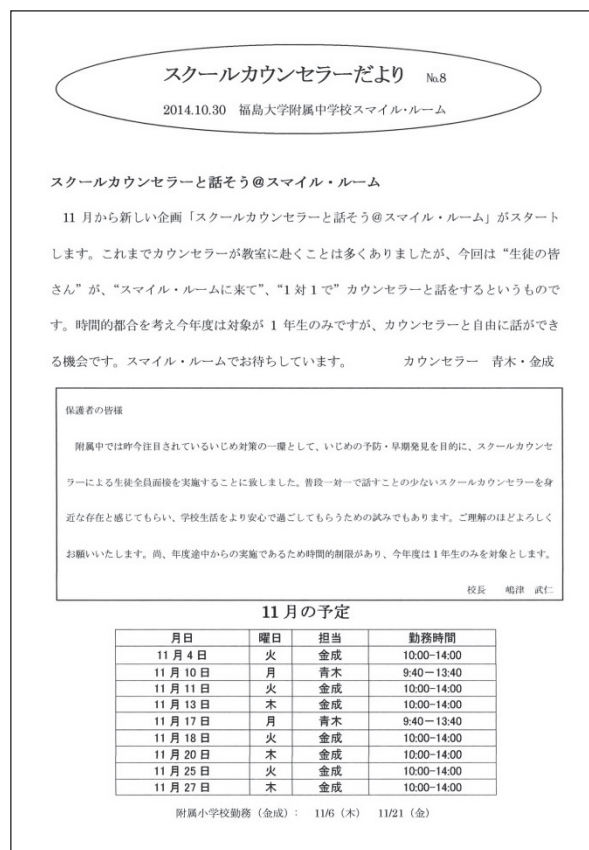 スクールカウンセラーだより　№8
2014.10.30　福島大学附属中学校スマイル・ルーム
スクールカウンセラーと話そう＠スマイル・ルーム
11 月から新しい企画「スクールカウンセラーと話そう＠スマイル・ルーム」がスタート
します。これまでカウンセラーが教室に赴くことは多くありましたが、今回は“生徒の皆
さん”が、“スマイル・ルームに来て”、“1 対 1 で” カウンセラーと話をするというもので
す。時間的都合を考え今年度は対象が 1 年生のみですが、カウンセラーと自由に話ができ
る機会です。スマイル・ルームでお待ちしています。　カウンセラー　青木・金成
保護者の皆様
附属中では昨今注目されているいじめ対策の一環として、いじめの予防・早期発見を目的に、スクールカウンセ
ラーによる生徒全員面接を実施することに致しました。普段一対一で話すことの少ないスクールカウンセラーを身
近な存在と感じてもらい、学校生活をより安心で過ごしてもらうための試みでもあります。ご理解のほどよろしく
お願いいたします。尚、年度途中からの実施であるため時間的制限があり、今年度は 1 年生のみを対象とします。
校長　嶋津　武仁
11 月の予定
月日　曜日　担当　勤務時間
11 月 4 日　火　金成　10:00-14:00
11 月 10 日　月　青木　9:40－13:40
11 月 11 日　火　金成　10:00-14:00
11 月 13 日　木　金成　10:00-14:00
11 月 17 日　月　青木　9:40－13:40
11 月 18 日　火　金成　10:00-14:00
11 月 20 日　木　金成　10:00-14:00
11 月 25 日　火　金成　10:00-14:00
11 月 27 日　木　金成　10:00-14:00
附属小学校勤務（金成）：　11/6（木）　11/21（金）